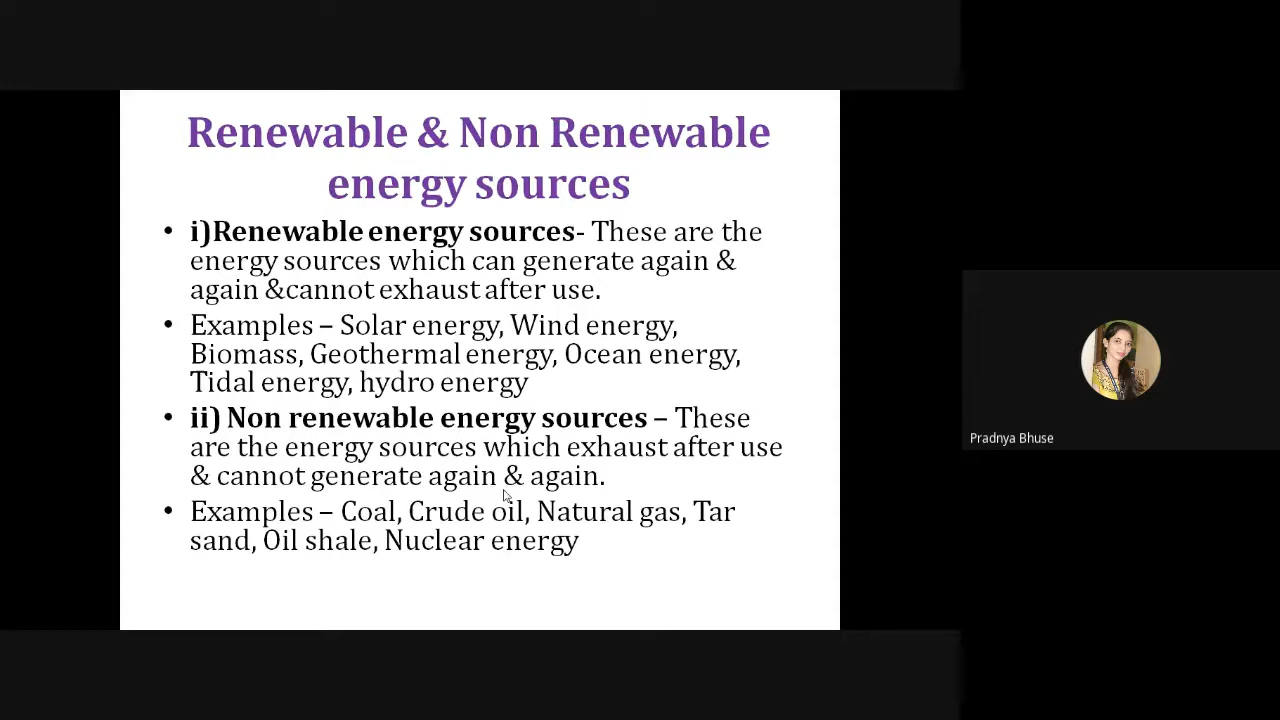 Renewable & Non Renewable
energy sources
• i)Renewable energy sources- These are the
energy sources which can generate again &
again &cannot exhaust after use.
• Examples – Solar energy, Wind energy,
Biomass, Geothermal energy, Ocean energy,
Tidal energy, hydro energy
• ii) Non renewable energy sources – These
are the energy sources which exhaust after use
& cannot generate again & again.
• Examples – Coal, Crude oil, Natural gas, Tar
sand, Oil shale, Nuclear energy
Pradnya Bhuse